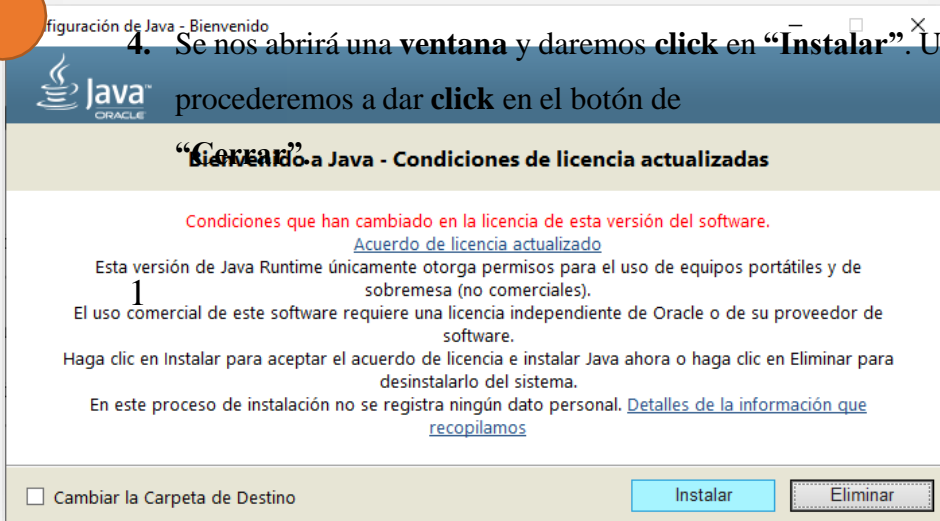 figuración de Java - Bienvenido
4. Se nos abrirá una ventana y daremos click en “Instalar”. U
Java
ORACLE
procederemos a dar click en el botón de
“Cerrar”.
Bienvenido a Java - Condiciones de licencia actualizadas
Condiciones que han cambiado en la licencia de esta versión del software.
Acuerdo de licencia actualizado
Esta versión de Java Runtime únicamente otorga permisos para el uso de equipos portátiles y de
sobremesa (no comerciales).
1
El uso comercial de este software requiere una licencia independiente de Oracle o de su proveedor de
software.
Haga clic en Instalar para aceptar el acuerdo de licencia e instalar Java ahora o haga clic en Eliminar para
desinstalarlo del sistema.
En este proceso de instalación no se registra ningún dato personal. Detalles de la información que
recopilamos
Cambiar la Carpeta de Destino
Instalar
Eliminar